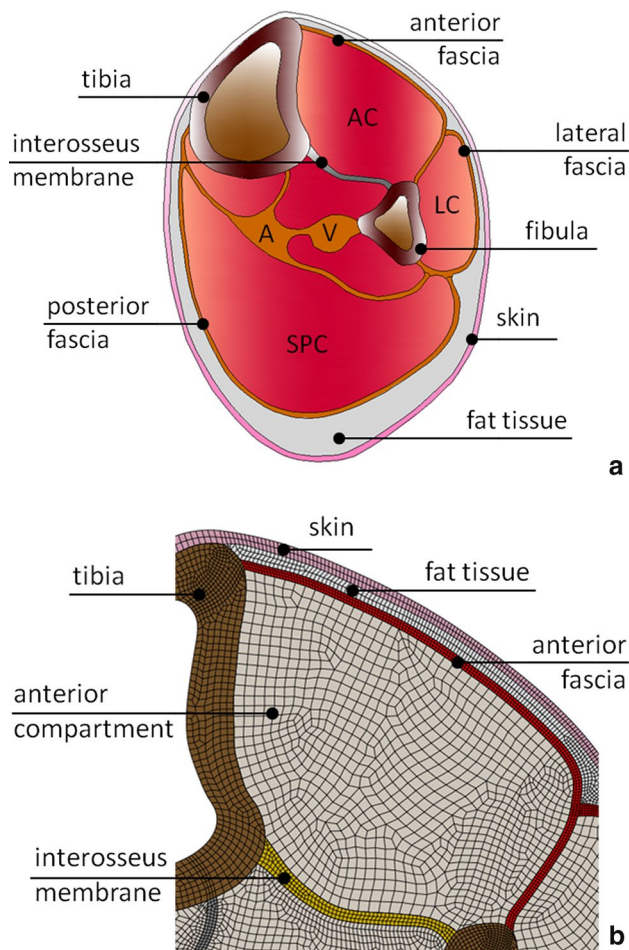 anterior
fascia
tibia
AC
interosseus
membrane
lateral
fascia
LC
A
V
fibula
posterior
fascia
SPC
skin
fat tissue
a
skin
tibia
fat tissue
anterior
fascia
anterior
compartment
interosseus
membrane
b